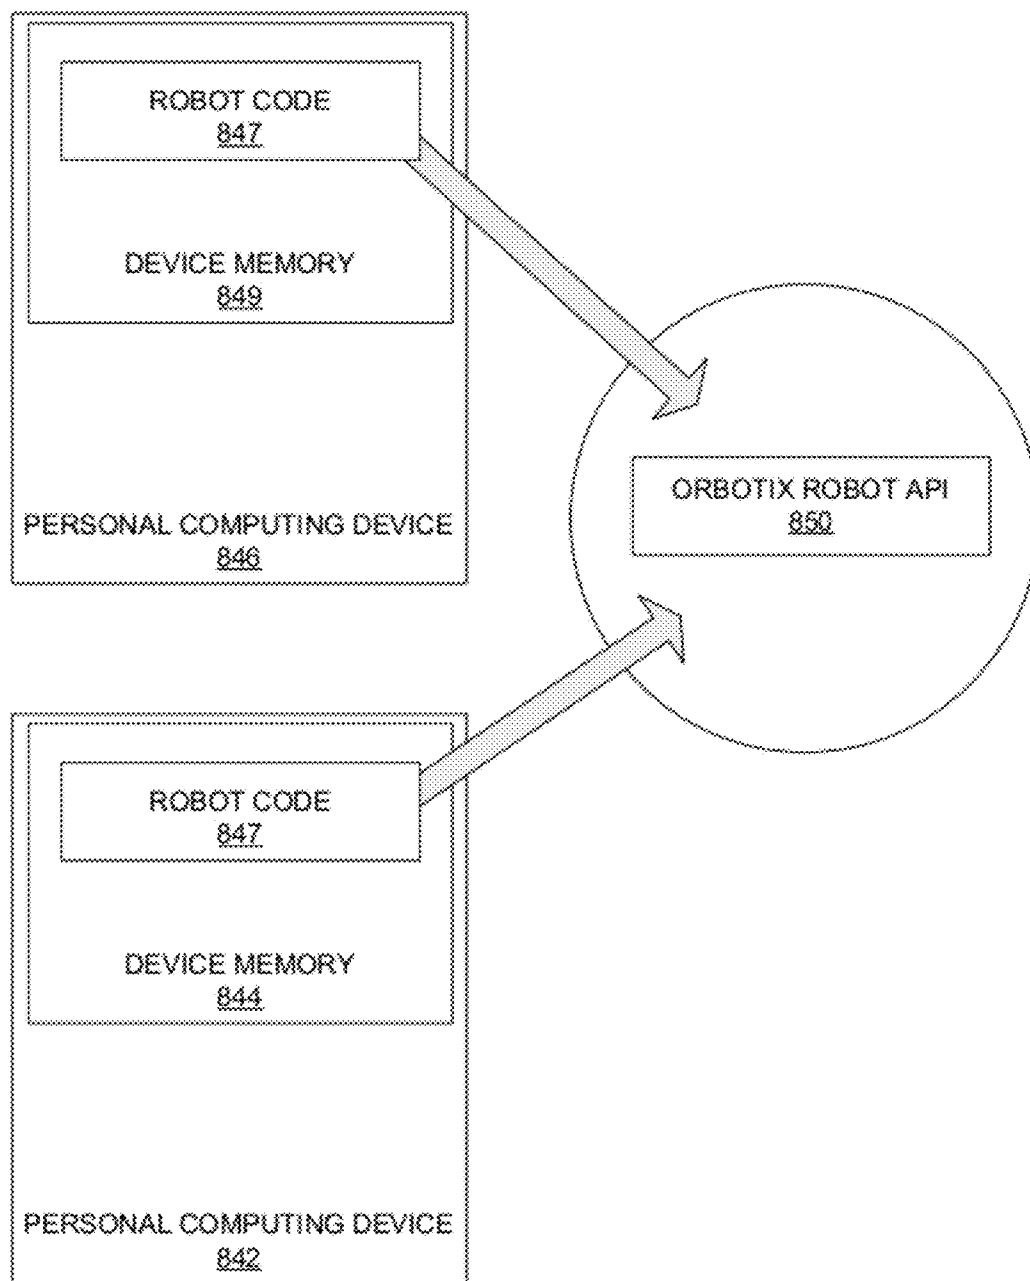 ROBOT CODE
847
DEVICE MEMORY
849
PERSONAL COMPUTING DEVICE
846
ORBOTIX ROBOT API
850
ROBOT CODE
847
DEVICE MEMORY
844
PERSONAL COMPUTING DEVICE
842